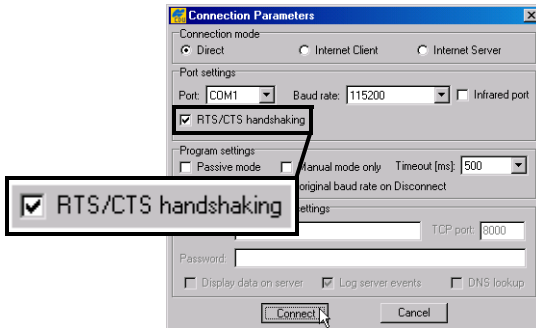 Connection Parameters
Connection mode
Direct Internet Client Internet Server
Port settings
Port: COM1 Baud rate: 115200 Infrared port
RTS/CTS handshaking
Program settings
Passive mode Manual mode only Timeout [ms]: 500
RTS/CTS handshaking
original baud rate on Disconnect
settings
TCP port: 8000
Password:
Display data on server Log server events DNS lookup
Connect Cancel